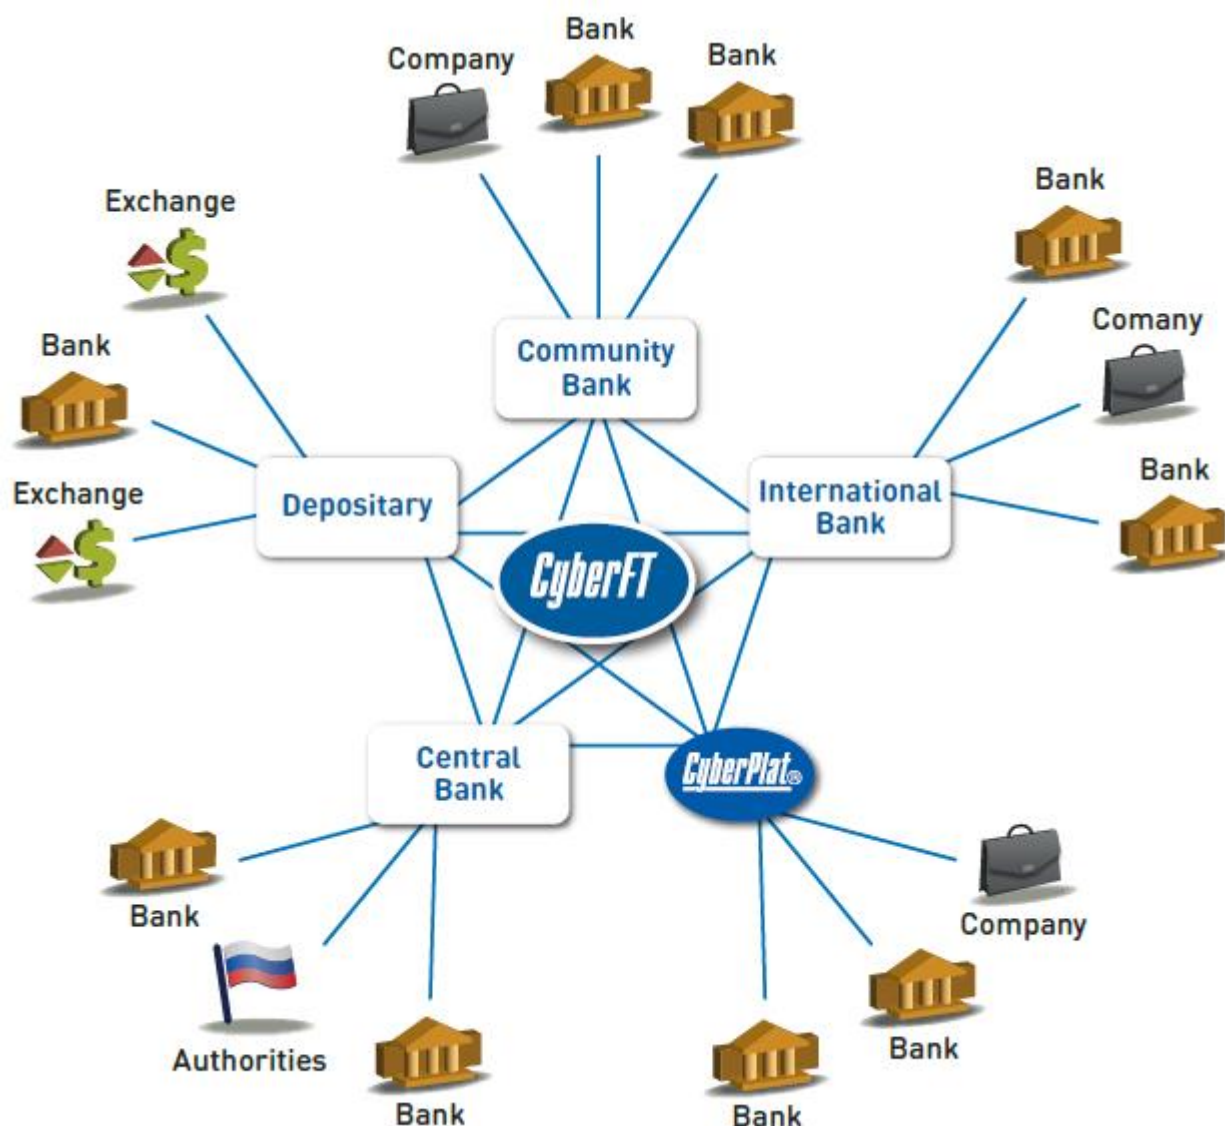 Bank
Company
Bank
Bank
Exchange
Comany
Community
Bank
Bank
International
Bank
Bank
Exchange
Depositary
CyberFT
Central
Bank
CyberPlat®
Bank
Company
Authorities
Bank
Bank
Bank